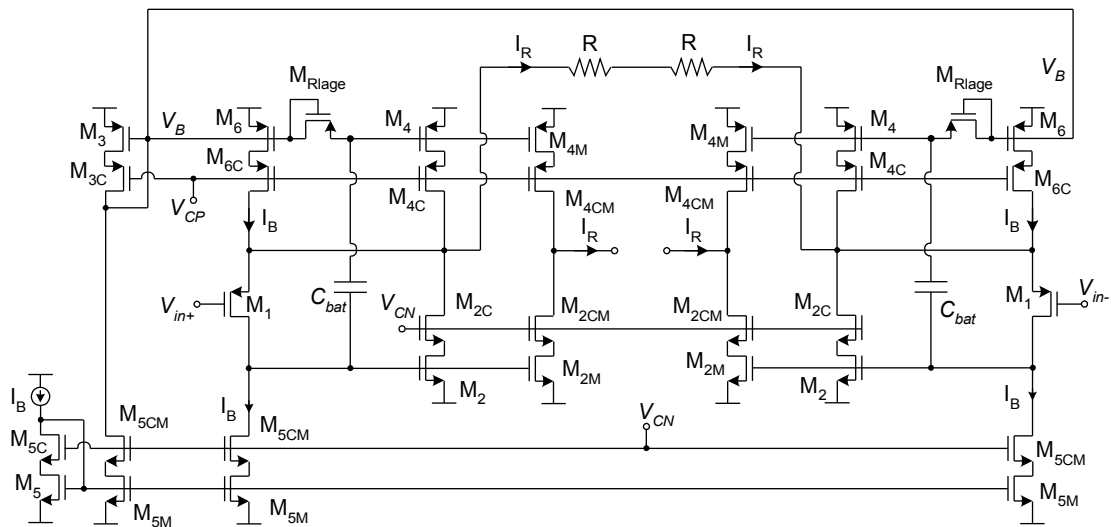 I_R R R I_R
M_Rlage M_Rlage V_B
M_3 V_B M_6 M_4 M_4M M_4M M_4 M_6
M_3C M_6C M_4C M_4CM M_4CM M_4C M_6C
V_CP I_B I_R I_R I_B
V_in+ M_1 C_bat V_CN M_2C M_2CM M_2CM M_2C C_bat M_1 V_in-
M_2 M_2M M_2M M_2
I_B M_5CM I_B M_5CM V_CN I_B
M_5C M_5CM
M_5 M_5M M_5M M_5M